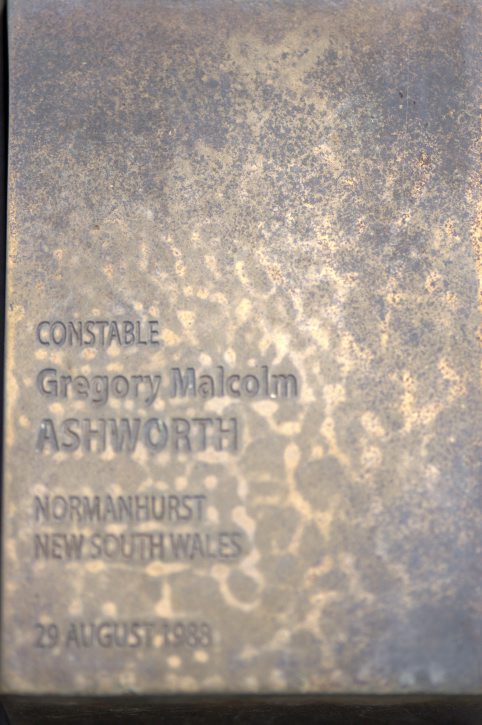 CONSTABLE
Gregory Malcolm
ASHWORTH
NORMANHURST
NEW SOUTH WALES
29 AUGUST 1988